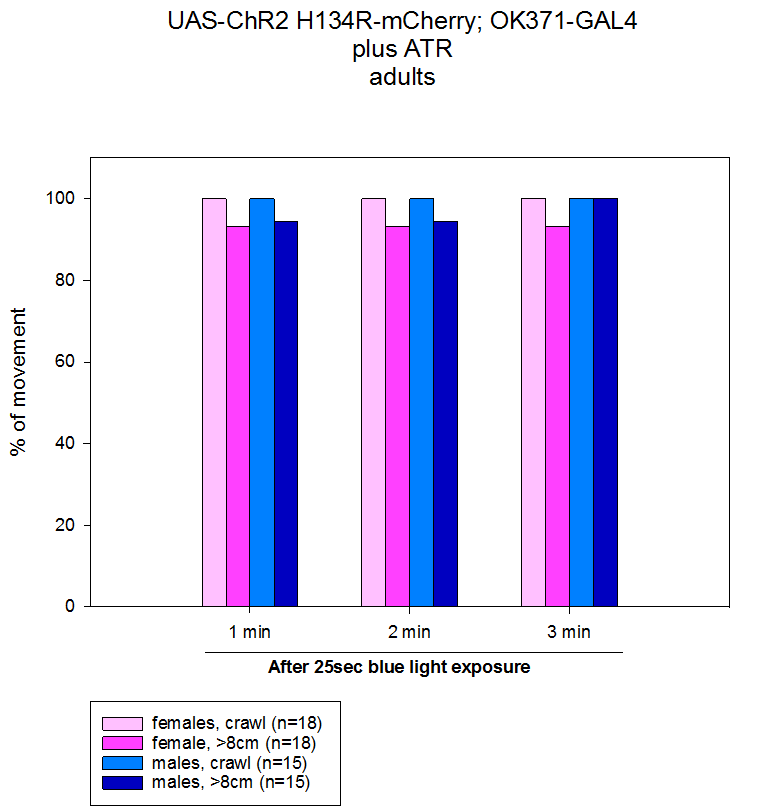 UAS-ChR2 H134R-mCherry; OK371-GAL4
plus ATR
adults
% of movement
100
80
60
40
20
0
1 min
2 min
3 min
After 25sec blue light exposure
females, crawl (n=18)
female, >8cm (n=18)
males, crawl (n=15)
males, >8cm (n=15)